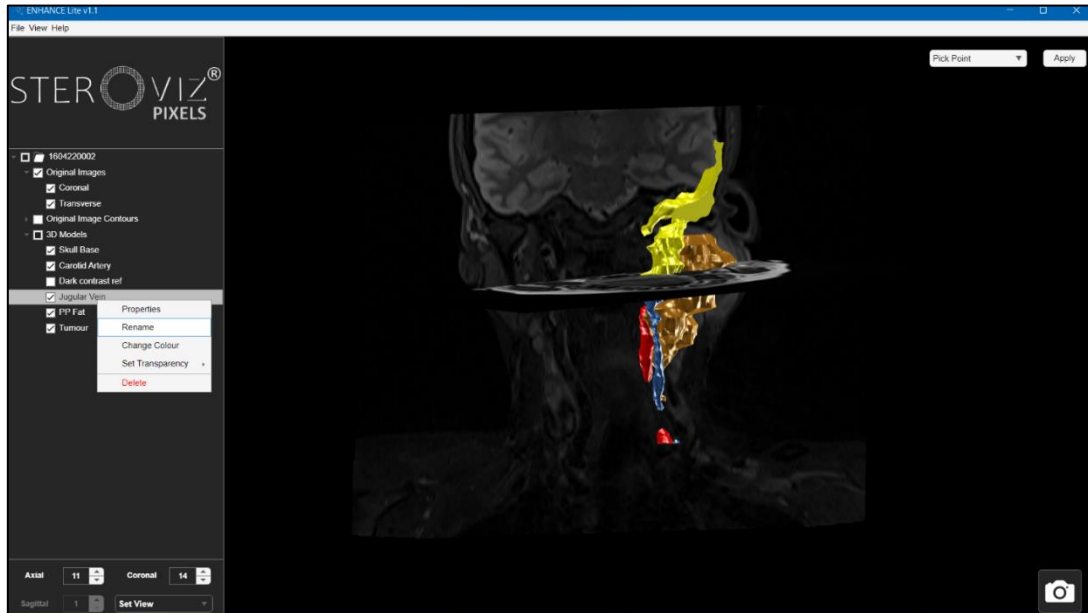 ENHANCE Lite v1.1
File View Help
STEROVIZ®
PIXELS
Pick Point
Apply
1604220002
Original Images
Coronal
Transverse
Original Image Contours
3D Models
Skull Base
Carotid Artery
Dark contrast ref
Jugular Vein
PP Fat
Tumour
Properties
Rename
Change Colour
Set Transparency
Delete
Axial 11 Coronal 14
Sagittal 1 Set View